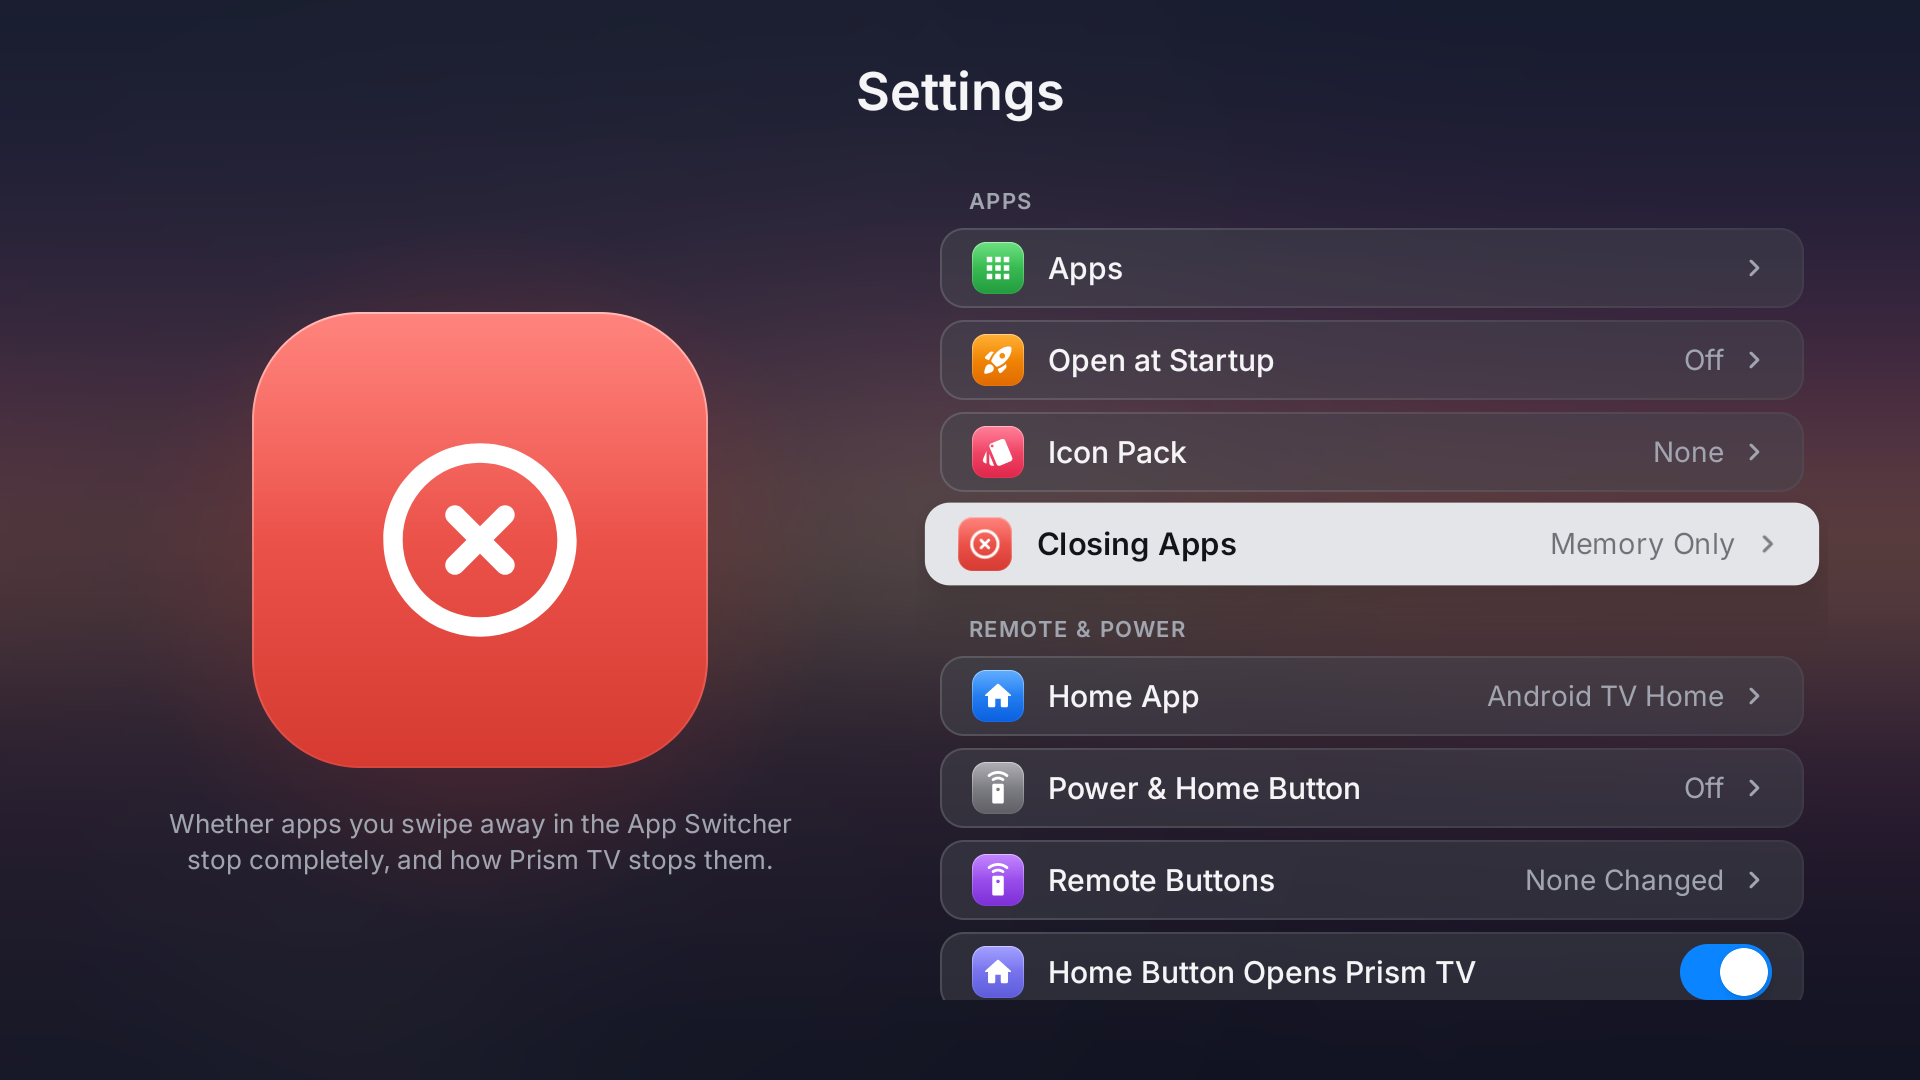 Settings
APPS
Apps
Open at Startup Off
Icon Pack None
Closing Apps Memory Only
REMOTE & POWER
Home App Android TV Home
Power & Home Button Off
Remote Buttons None Changed
Home Button Opens Prism TV
Whether apps you swipe away in the App Switcher
stop completely, and how Prism TV stops them.